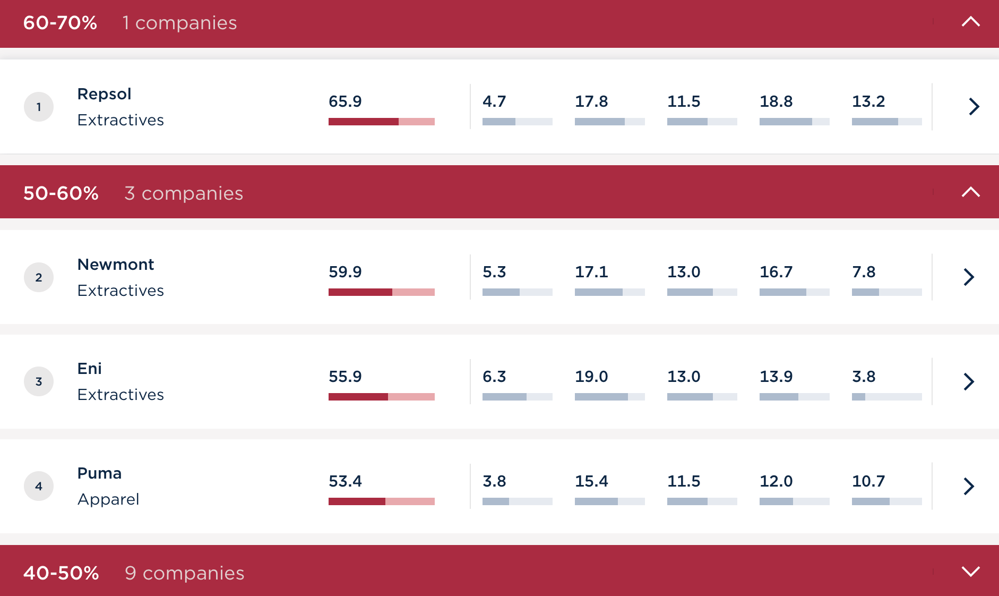 60-70% 1 companies
1 Repsol Extractives 65.9 4.7 17.8 11.5 18.8 13.2
50-60% 3 companies
2 Newmont Extractives 59.9 5.3 17.1 13.0 16.7 7.8
3 Eni Extractives 55.9 6.3 19.0 13.0 13.9 3.8
4 Puma Apparel 53.4 3.8 15.4 11.5 12.0 10.7
40-50% 9 companies